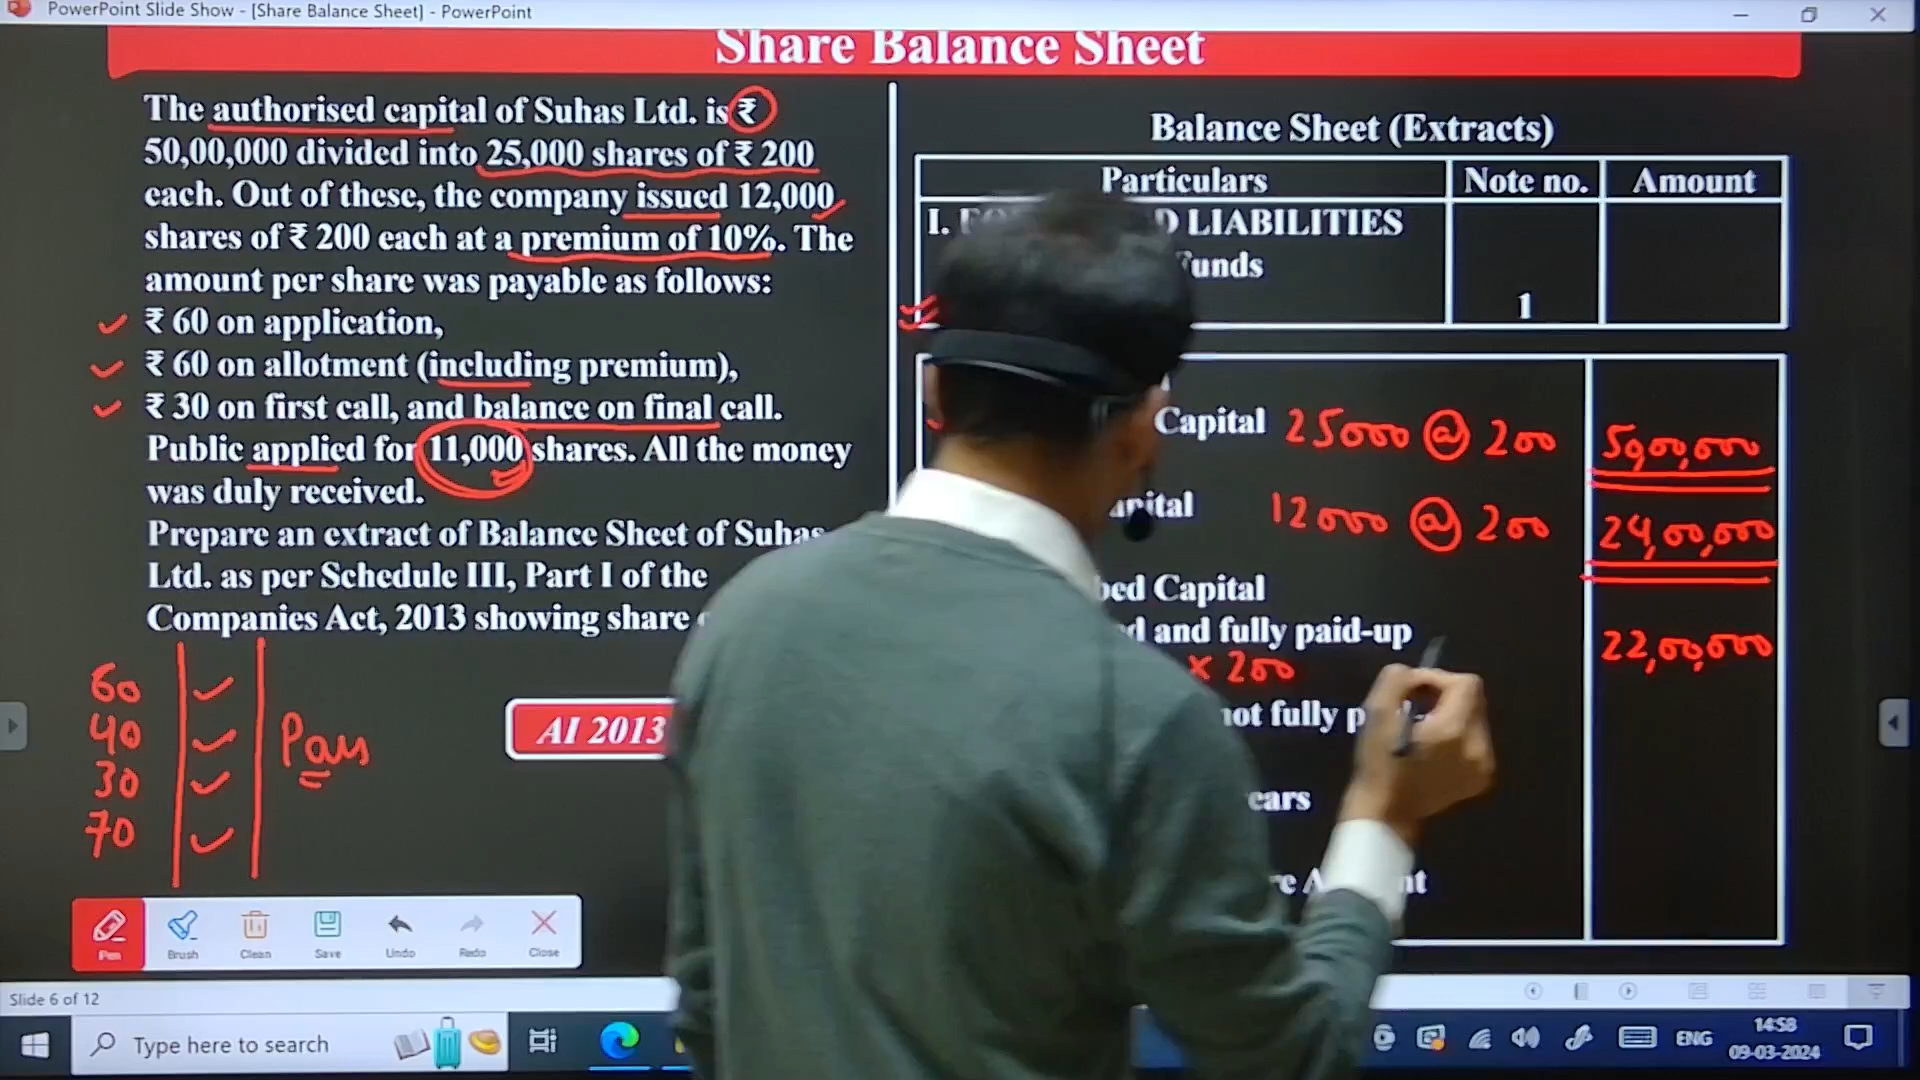 PowerPoint Slide Show - [Share Balance Sheet] - PowerPoint
Share Balance Sheet
The authorised capital of Suhas Ltd. is ₹
50,00,000 divided into 25,000 shares of ₹ 200
each. Out of these, the company issued 12,000
shares of ₹ 200 each at a premium of 10%. The
amount per share was payable as follows:
₹ 60 on application,
₹ 60 on allotment (including premium),
₹ 30 on first call, and balance on final call.
Public applied for 11,000 shares. All the money
was duly received.
Prepare an extract of Balance Sheet of Suhas
Ltd. as per Schedule III, Part I of the
Companies Act, 2013 showing share
60
40
30
70
AI 2013
Balance Sheet (Extracts)
Particulars Note no. Amount
I. LIABILITIES
1
Capital 25000 @ 200 50,00,000
12000 @ 200 24,00,000
Capital
and fully paid-up 22,00,000
x 200
not fully
Pen Brush Clean Save Undo Redo Close
Slide 6 of 12
Type here to search
ENG
14:58
09-03-2024